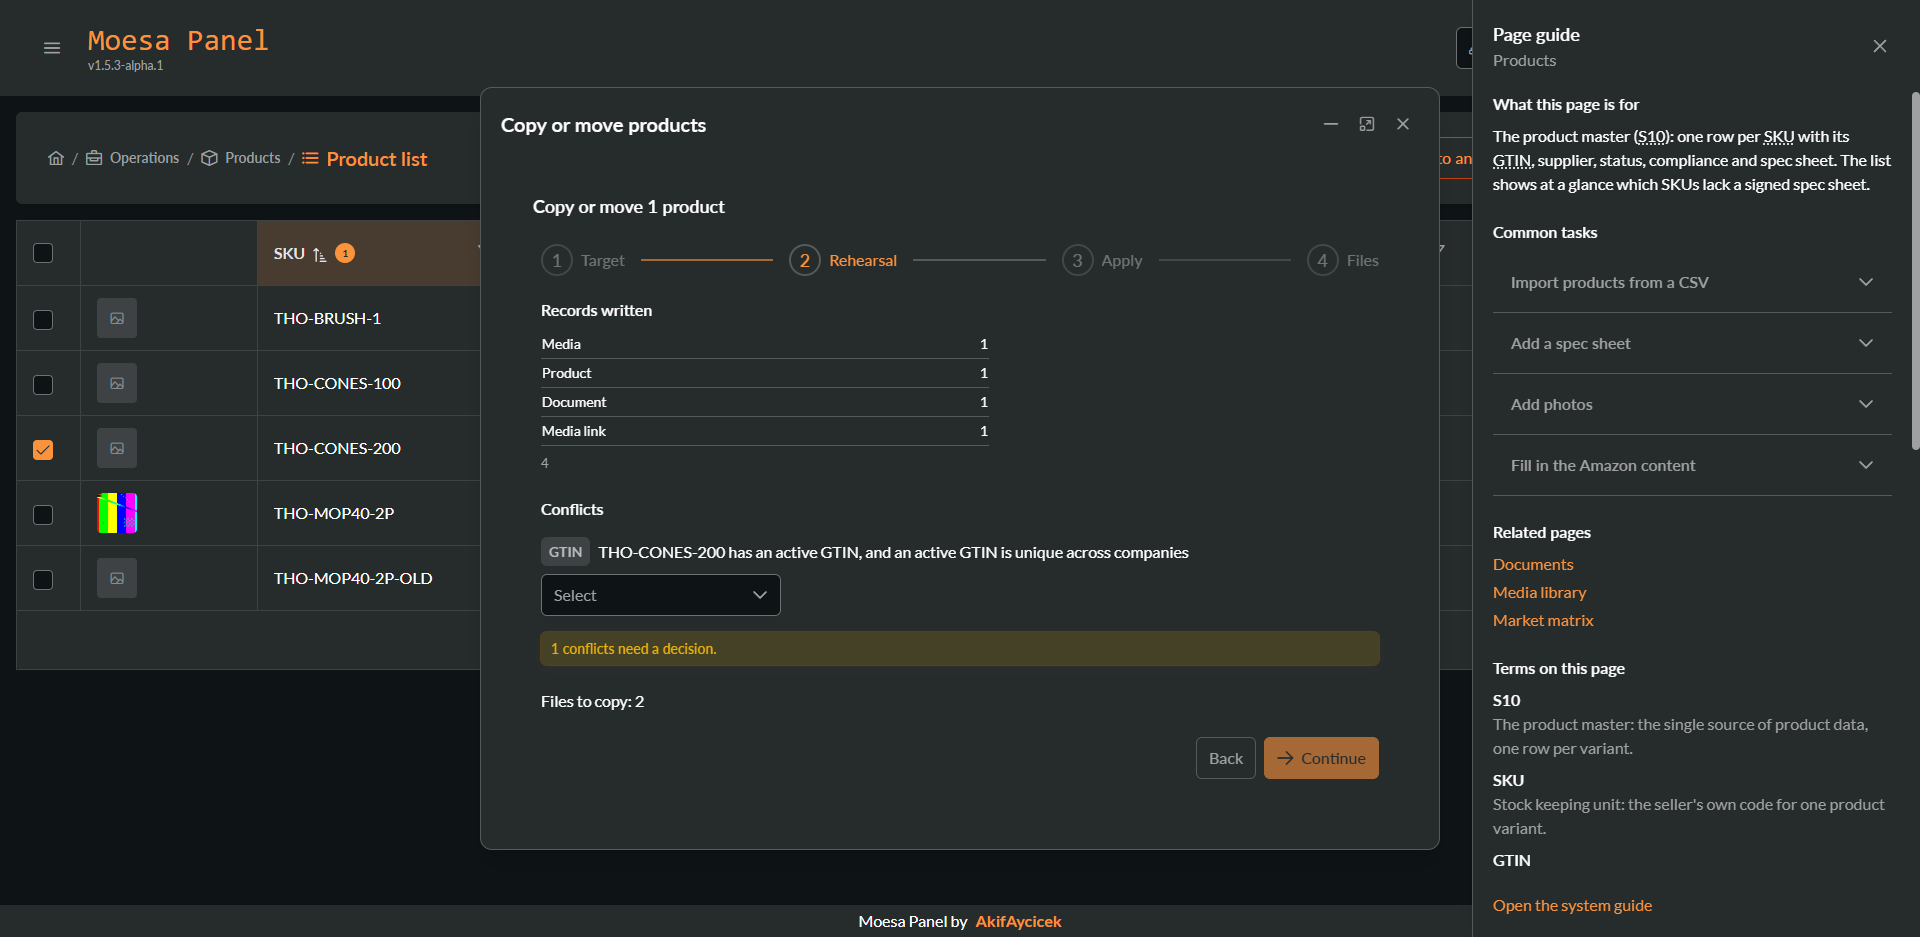 Moesa Panel
v1.5.3-alpha.1
/ Operations / Products / Product list
SKU 1
THO-BRUSH-1
THO-CONES-100
THO-CONES-200
THO-MOP40-2P
THO-MOP40-2P-OLD
to an
Copy or move products
Copy or move 1 product
1 Target
2 Rehearsal
3 Apply
4 Files
Records written
Media 1
Product 1
Document 1
Media link 1
4
Conflicts
GTIN THO-CONES-200 has an active GTIN, and an active GTIN is unique across companies
Select
1 conflicts need a decision.
Files to copy: 2
Back
Continue
Page guide
Products
What this page is for
The product master (S10): one row per SKU with its
GTIN, supplier, status, compliance and spec sheet. The list
shows at a glance which SKUs lack a signed spec sheet.
Common tasks
Import products from a CSV
Add a spec sheet
Add photos
Fill in the Amazon content
Related pages
Documents
Media library
Market matrix
Terms on this page
S10
The product master: the single source of product data,
one row per variant.
SKU
Stock keeping unit: the seller's own code for one product
variant.
GTIN
Open the system guide
Moesa Panel by AkifAycicek